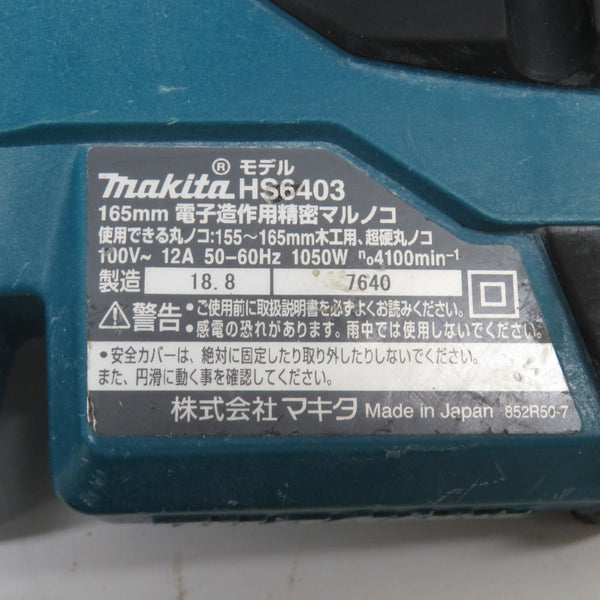 ® モデル
makita HS6403
165mm 電子造作用精密マルノコ
使用できる丸ノコ:155～165mm木工用、超硬丸ノコ
100V~ 12A 50-60Hz 1050W n₀4100min⁻¹
製造 18.8 7640
⚠警告 ・ご使用前に取扱説明書を必ずよくお読みください。
・感電の恐れがあります。雨中では使用しないでください。
・安全カバーは、絶対に固定したり取り外したりしないでください。
また、円滑に動く事を確認してください。
株式会社マキタ Made in Japan 852R50-7